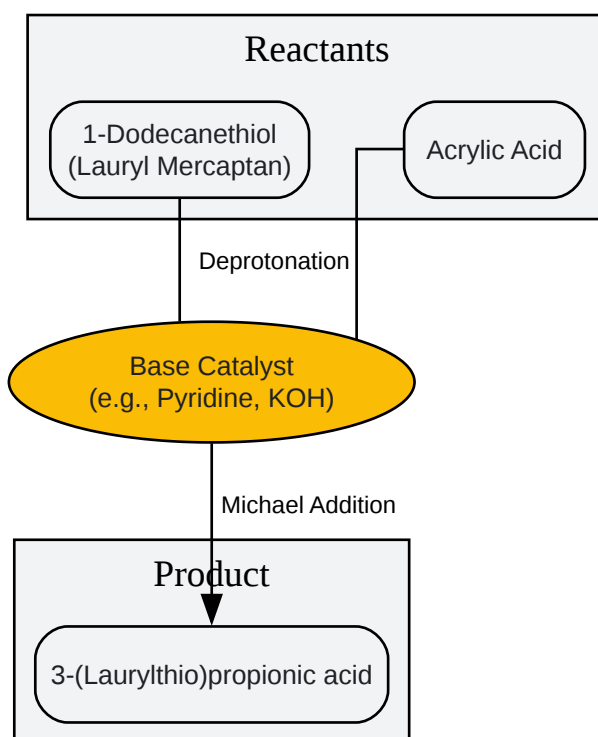 Reactants
1-Dodecanethiol
(Lauryl Mercaptan)
Acrylic Acid
Deprotonation
Base Catalyst
(e.g., Pyridine, KOH)
Michael Addition
Product
3-(Laurylthio)propionic acid